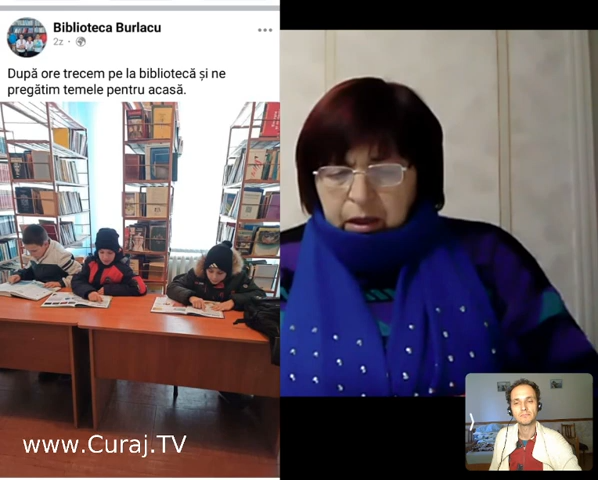 Biblioteca Burlacu
2z ·
După ore trecem pe la bibliotecă și ne
pregătim temele pentru acasă.
www.Curaj.TV